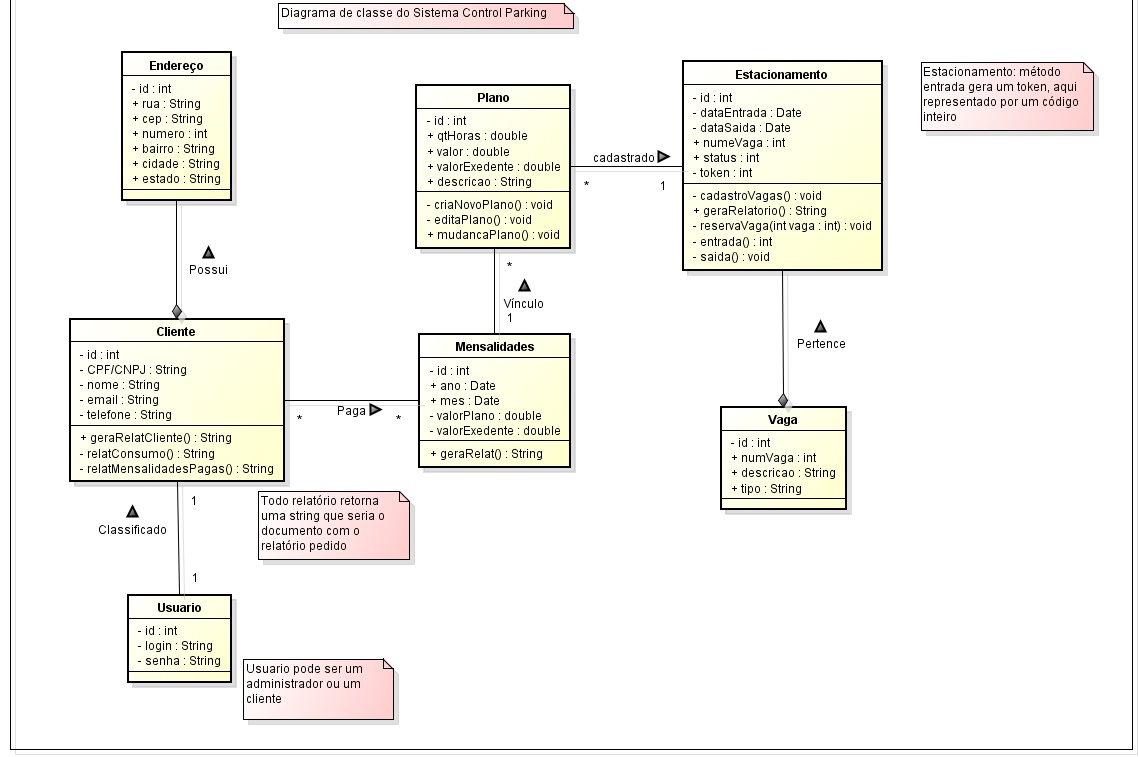 Diagrama de classe do Sistema Control Parking
Endereço
- id : int
+ rua : String
+ cep : String
+ numero : int
+ bairro : String
+ cidade : String
+ estado : String
Plano
- id : int
+ qtHoras : double
+ valor : double
+ valorExedente : double
+ descricao : String
- criaNovoPlano() : void
- editaPlano() : void
+ mudancaPlano() : void
cadastrado
*
1
Estacionamento
- id : int
- dataEntrada : Date
- dataSaida : Date
+ numeVaga : int
+ status : int
- token : int
- cadastroVagas() : void
+ geraRelatorio() : String
- reservaVaga(int vaga : int) : void
- entrada() : int
- saida() : void
Estacionamento: método
entrada gera um token, aqui
representado por um código
inteiro
Possui
*
Vínculo
1
Pertence
Cliente
- id : int
- CPF/CNPJ : String
- nome : String
- email : String
- telefone : String
+ geraRelatCliente() : String
- relatConsumo() : String
- relatMensalidadesPagas() : String
Paga
*
*
Mensalidades
- id : int
+ ano : Date
+ mes : Date
- valorPlano : double
- valorExedente : double
+ geraRelat() : String
Vaga
- id : int
+ numVaga : int
+ descricao : String
+ tipo : String
1
Classificado
1
Todo relatório retorna
uma string que seria o
documento com o
relatório pedido
Usuario
- id : int
- login : String
- senha : String
Usuario pode ser um
administrador ou um
cliente